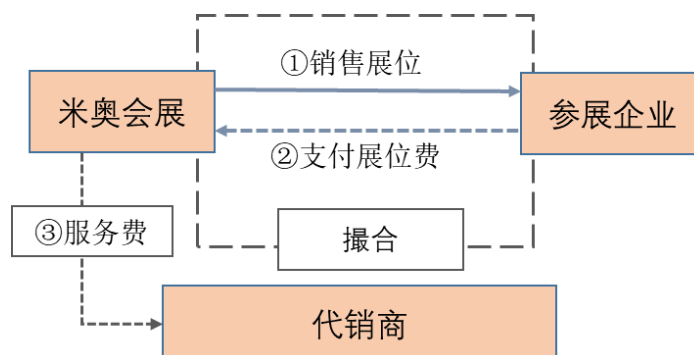 ①销售展位
米奥会展
参展企业
②支付展位费
③服务费
撮合
代销商